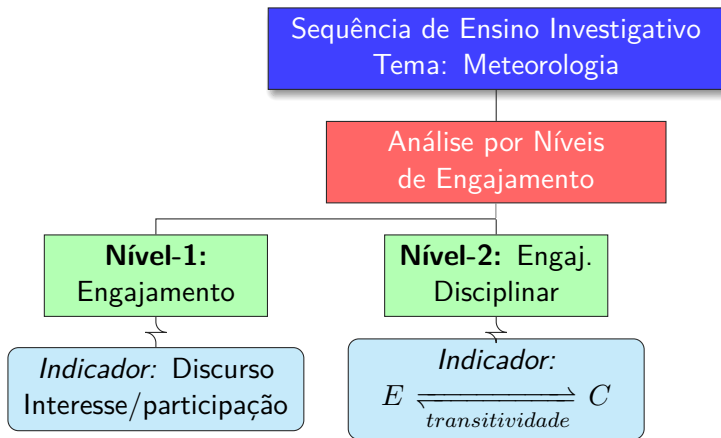 Sequência de Ensino Investigativo
Tema: Meteorologia
Análise por Níveis
de Engajamento
Nível-1:
Engajamento
Nível-2: Engaj.
Disciplinar
Indicador: Discurso
Interesse/participação
Indicador:
E ⇌ C
transitividade